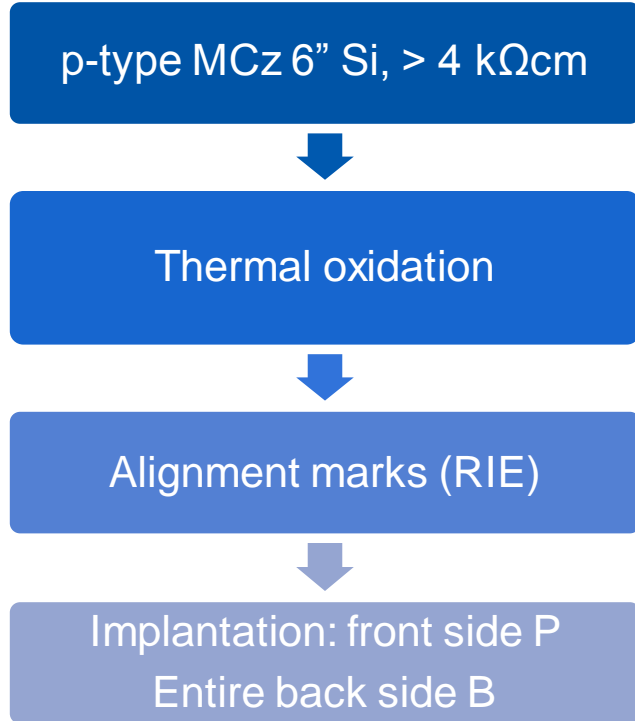 p-type MCz 6” Si, > 4 kΩcm
Thermal oxidation
Alignment marks (RIE)
Implantation: front side P
Entire back side B